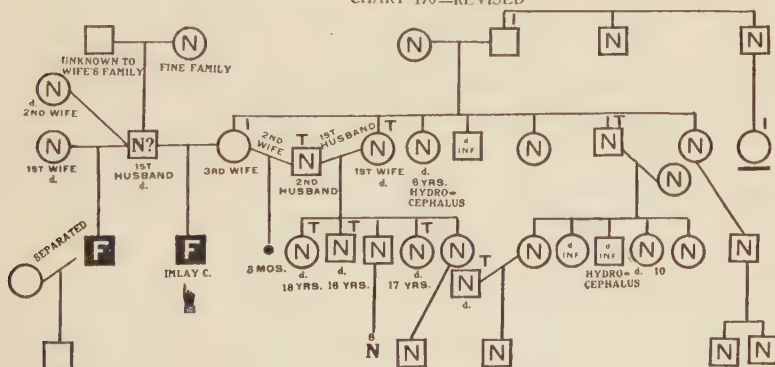 CHART 170—REVISED
I
N
N
N
N
UNKNOWN TO
WIFE'S FAMILY
N
FINE FAMILY
N
d.
2ND WIFE
N
1ST WIFE
d.
N?
1ST
HUSBAND
d.
I
3RD WIFE
2ND
WIFE
1ST
HUSBAND
T
N
2ND
HUSBAND
T
N
1ST WIFE
d.
N
d.
6 YRS.
HYDRO-
CEPHALUS
d
INF
N
N T
N
N
I
SEPARATED
F
F
IMLAY C.
8 MOS.
N T
d.
18 YRS.
N T
d.
16 YRS.
N
N T
d.
17 YRS.
N
N T
d.
N
d
INF
d
INF
HYDRO-
CEPHALUS
N
d. 10
N
N
6
N
N
N
N
N